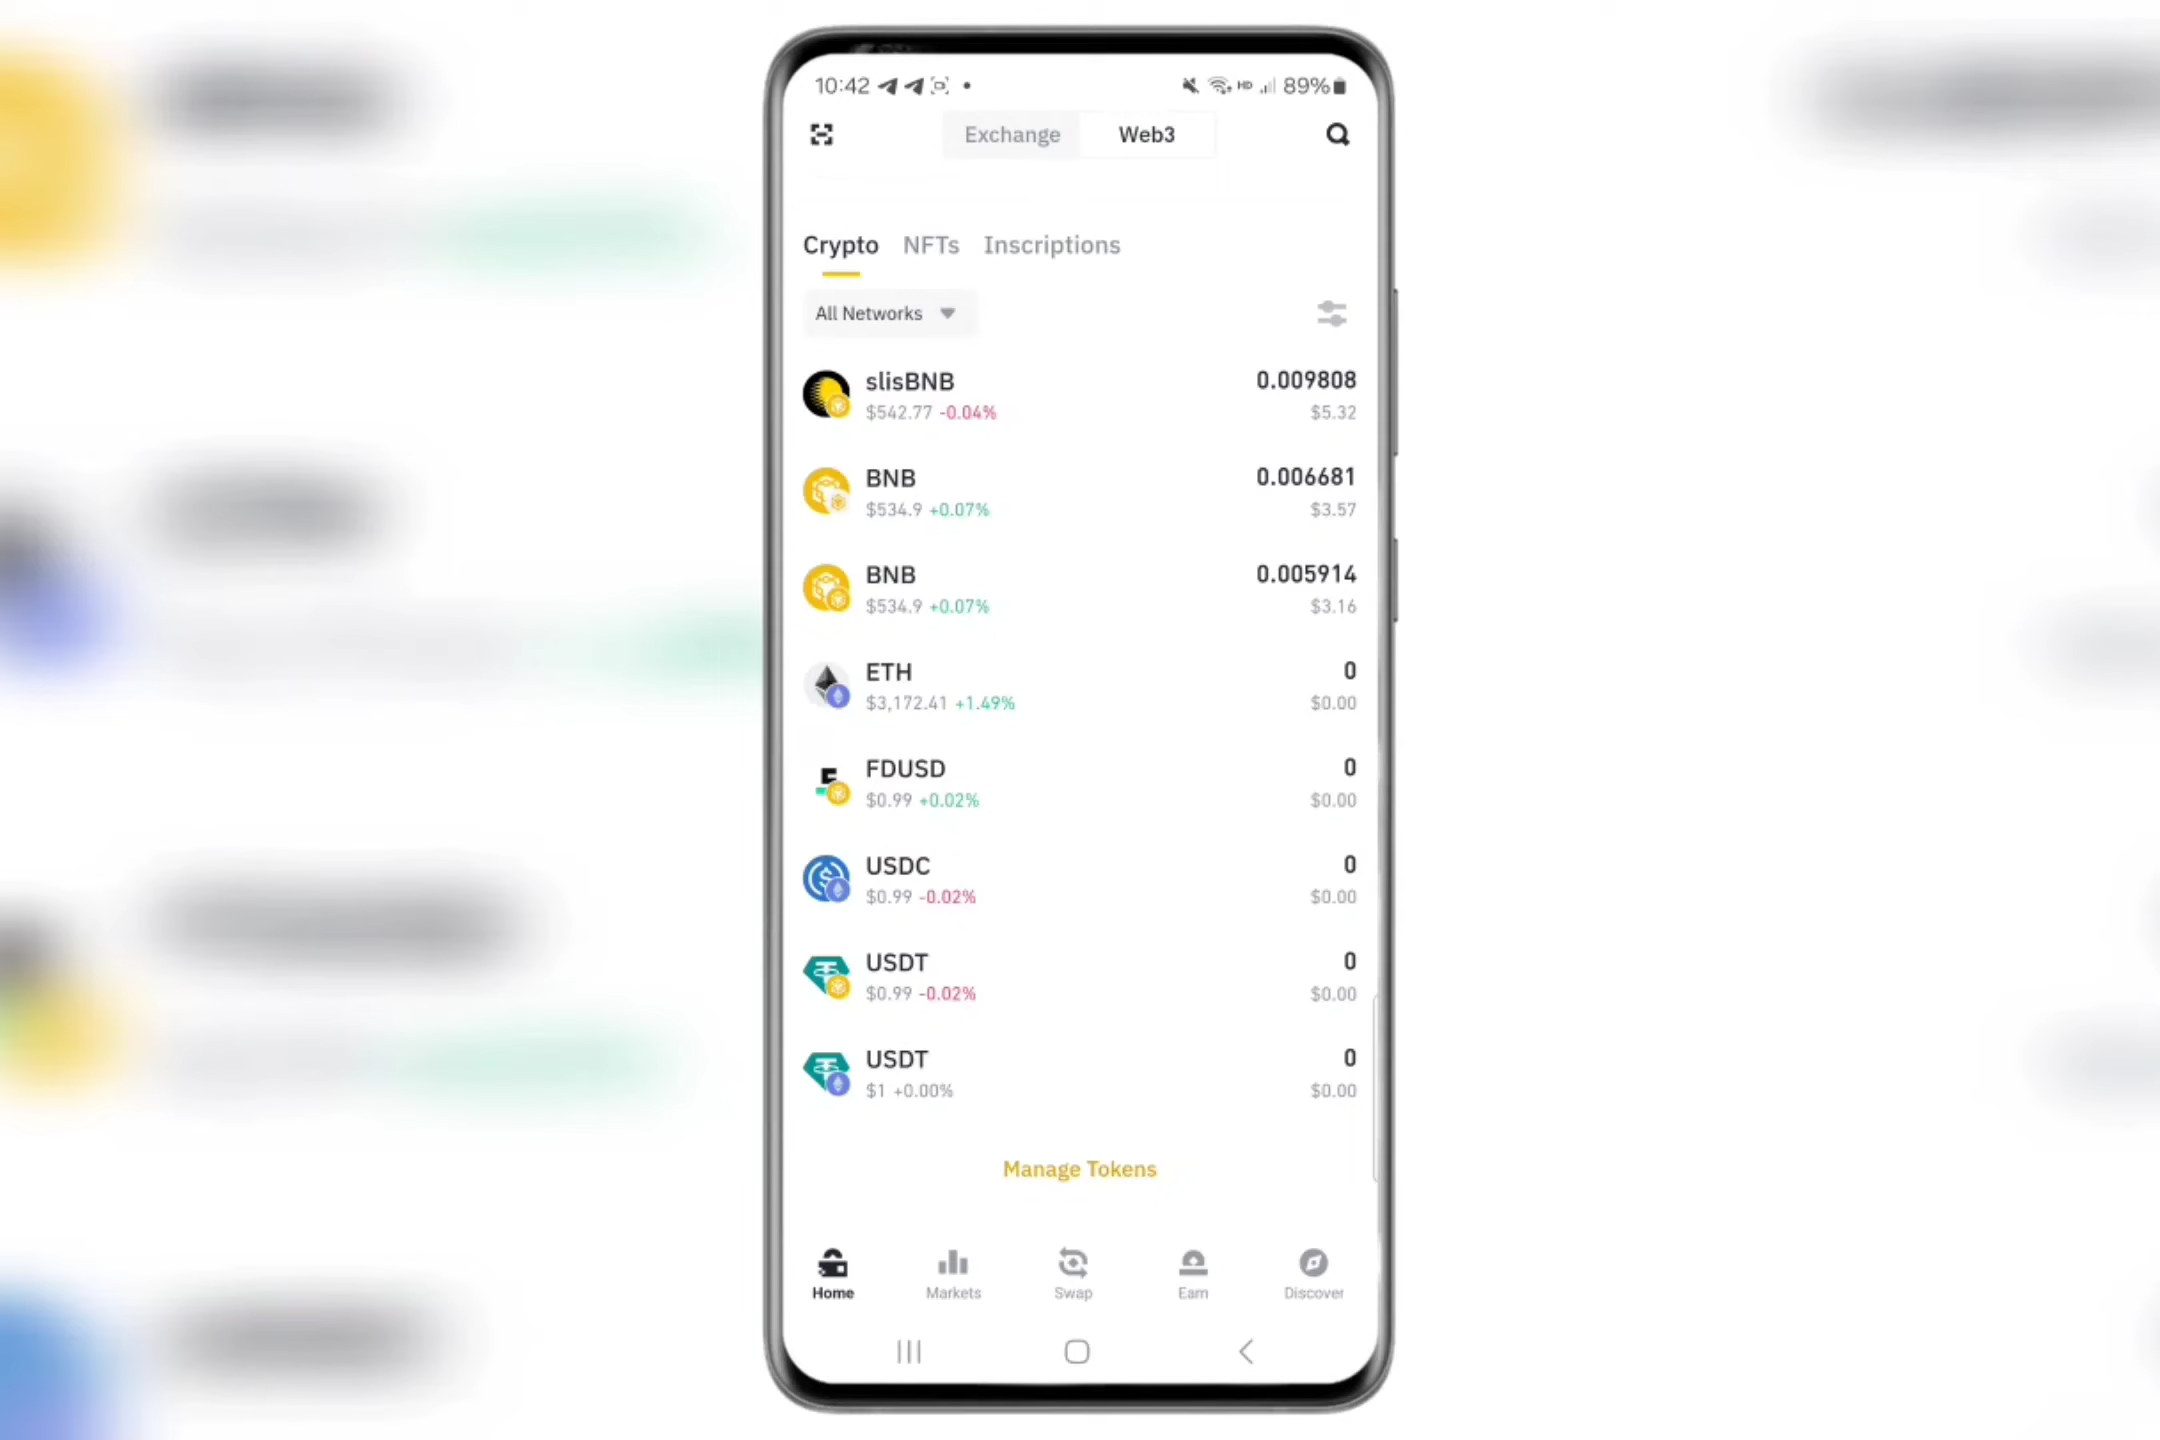 10:42 HD 89%
Exchange Web3
Crypto NFTs Inscriptions
All Networks
slisBNB 0.009808
$542.77 -0.04% $5.32
BNB 0.006681
$534.9 +0.07% $3.57
BNB 0.005914
$534.9 +0.07% $3.16
ETH 0
$3,172.41 +1.49% $0.00
FDUSD 0
$0.99 +0.02% $0.00
USDC 0
$0.99 -0.02% $0.00
USDT 0
$0.99 -0.02% $0.00
USDT 0
$1 +0.00% $0.00
Manage Tokens
Home Markets Swap Earn Discover